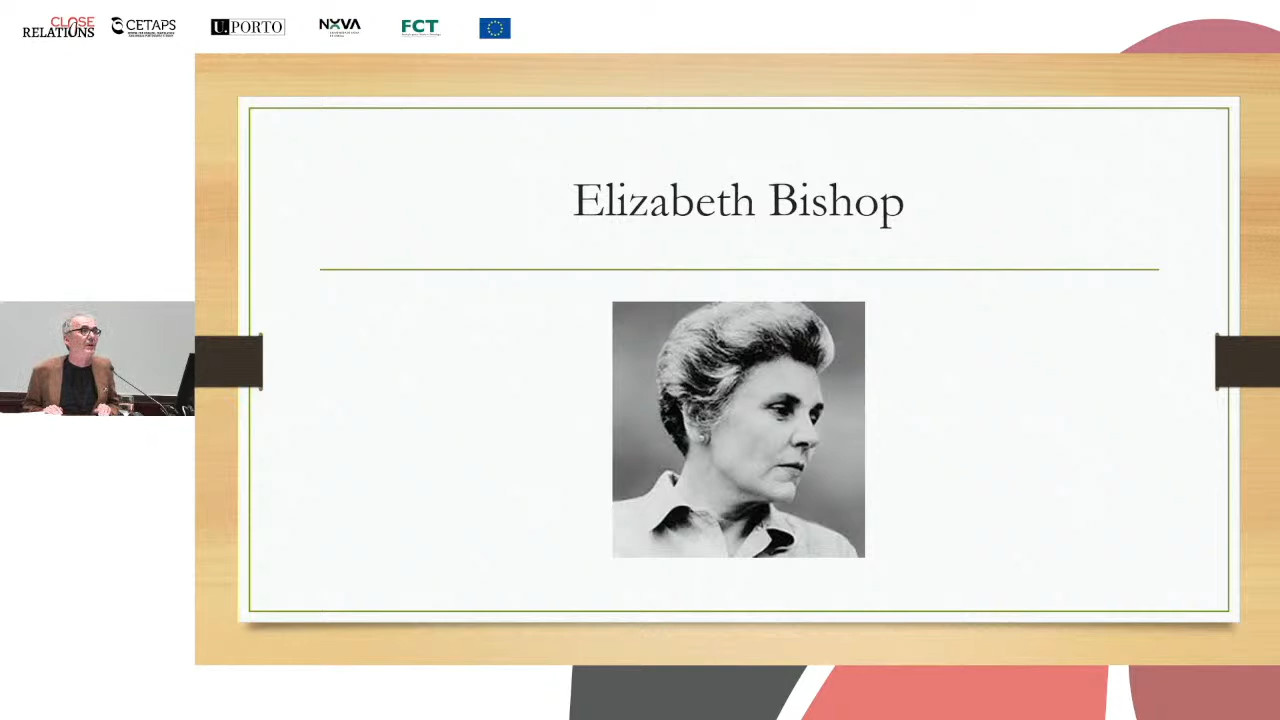 CLOSE
RELATIONS
CETAPS
U.PORTO
NOVA
FCT
Elizabeth Bishop